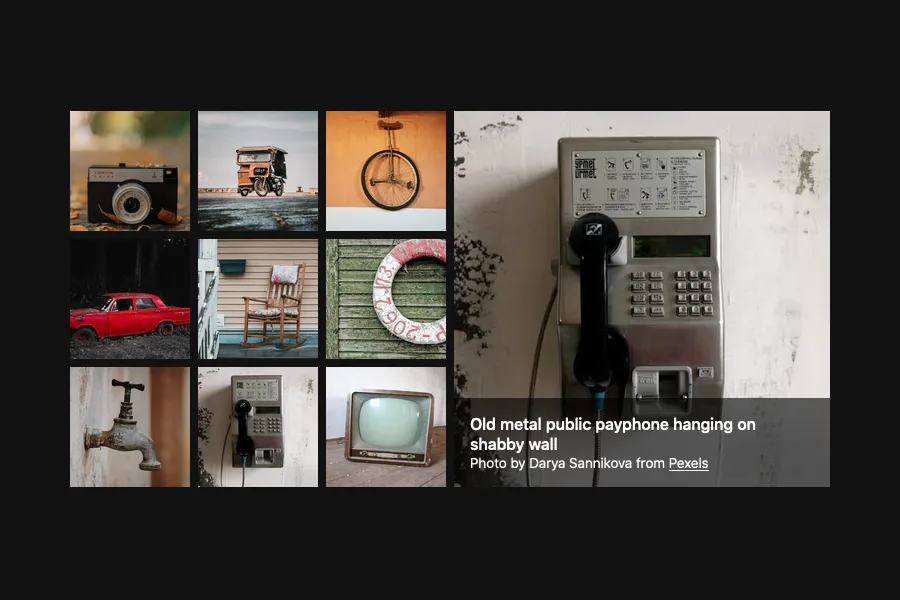 Old metal public payphone hanging on
shabby wall
Photo by Darya Sannikova from Pexels